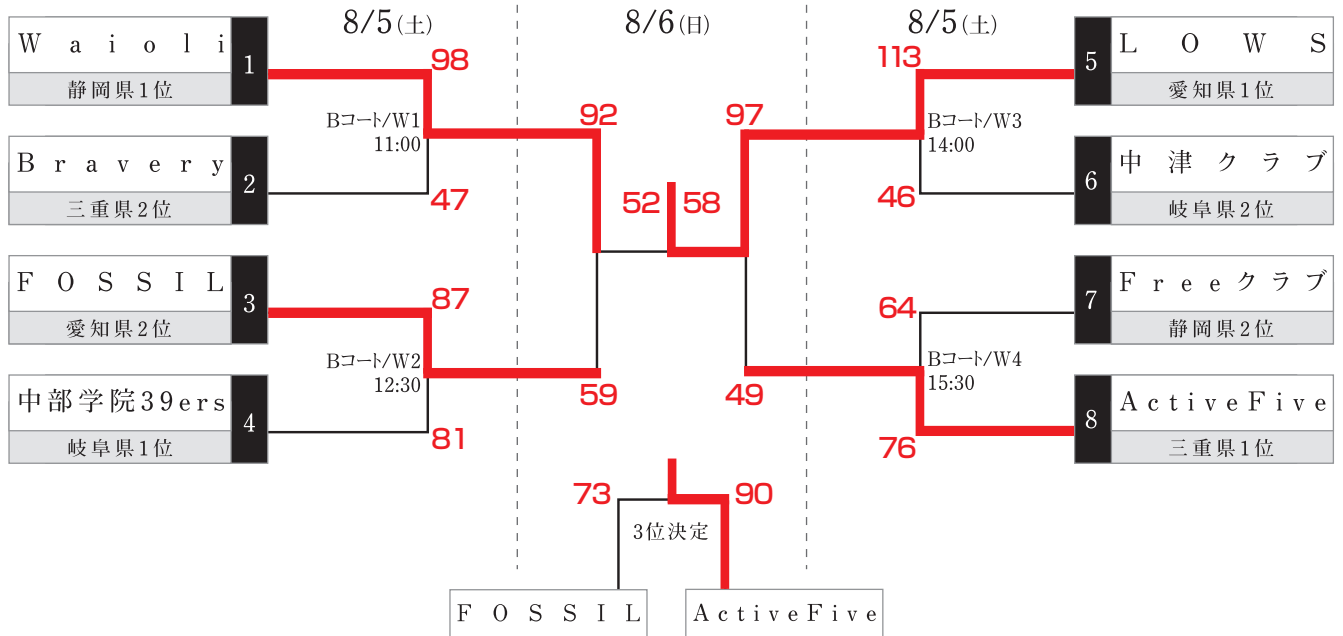 8/5(土)
8/6(日)
8/5(土)
Waioli
静岡県1位
1
98
Bコート/W1
11:00
Bravery
三重県2位
2
47
FOSSIL
愛知県2位
3
87
Bコート/W2
12:30
中部学院39ers
岐阜県1位
4
81
92
59
52
58
97
49
113
5
LOWS
愛知県1位
Bコート/W3
14:00
46
6
中津クラブ
岐阜県2位
64
7
Freeクラブ
静岡県2位
Bコート/W4
15:30
76
8
ActiveFive
三重県1位
73
90
3位決定
FOSSIL
ActiveFive